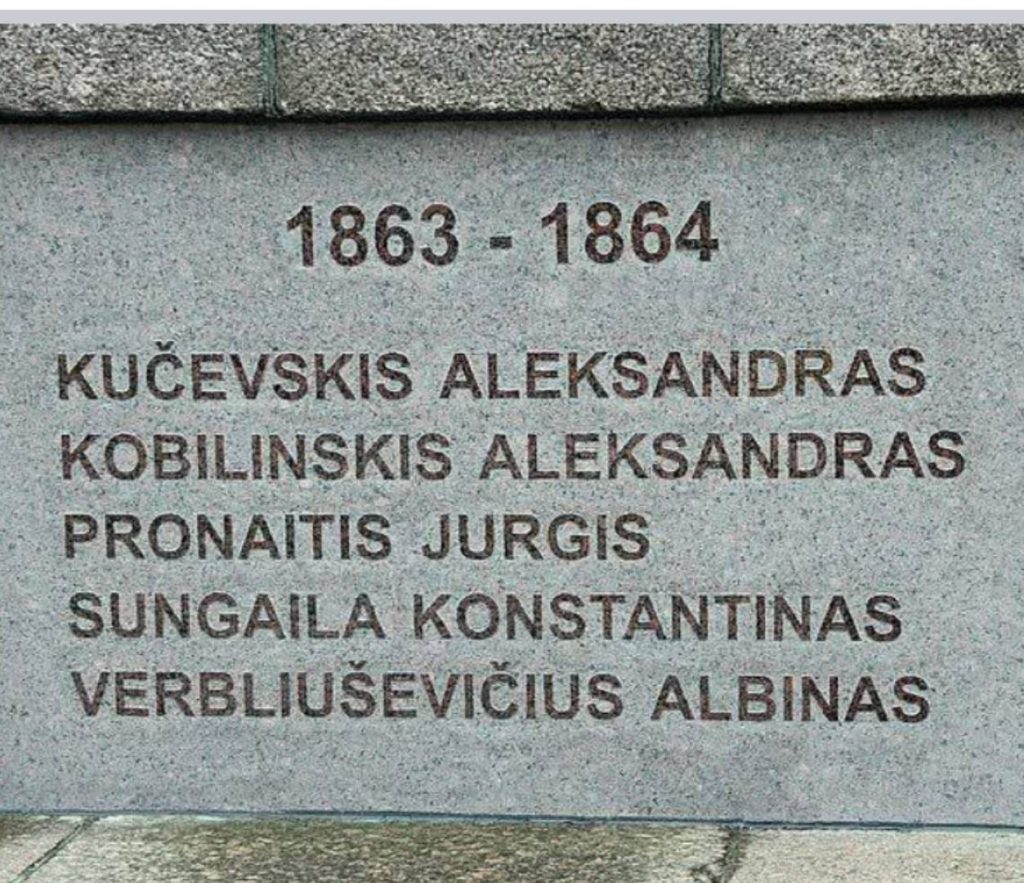 1863 - 1864
KUČEVSKIS ALEKSANDRAS
KOBILINSKIS ALEKSANDRAS
PRONAITIS JURGIS
SUNGAILA KONSTANTINAS
VERBLIUŠEVIČIUS ALBINAS